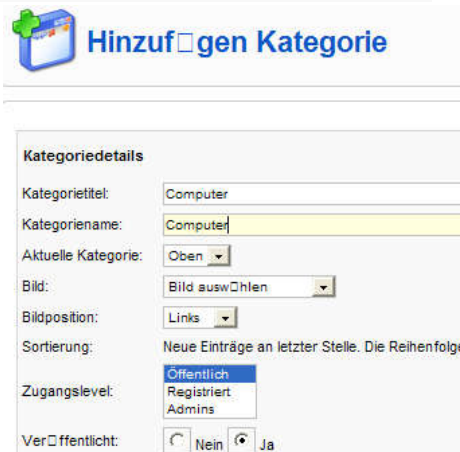 Hinzuf□gen Kategorie
Kategoriedetails
Kategorietitel: Computer
Kategoriename: Computer
Aktuelle Kategorie: Oben
Bild: Bild ausw□hlen
Bildposition: Links
Sortierung: Neue Einträge an letzter Stelle. Die Reihenfolge
Zugangslevel: Öffentlich
Registriert
Admins
Ver□ffentlicht: Nein Ja